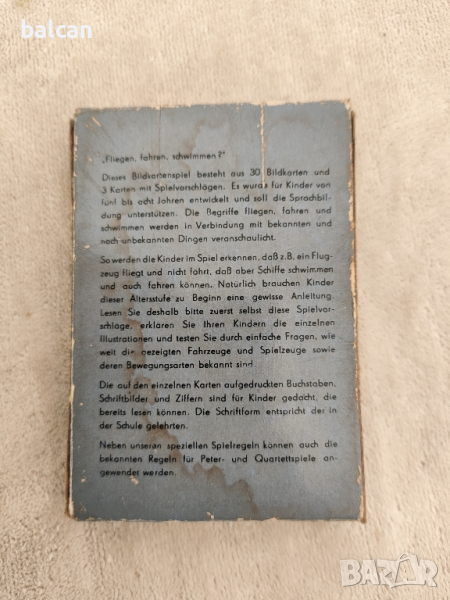 balcan
„Fliegen, fahren, schwimmen?"
Dieses Bildkartenspiel besteht aus 30 Bildkarten und
3 Karten mit Spielvorschlägen. Es wurde für Kinder von
fünf bis acht Jahren entwickelt und soll die Sprachbil-
dung unterstützen. Die Begriffe fliegen, fahren und
schwimmen werden in Verbindung mit bekannten und
noch unbekannten Dingen veranschaulicht.
So werden die Kinder im Spiel erkennen, daß z.B. ein Flug-
zeug fliegt und nicht fährt, daß aber Schiffe schwimmen
und auch fahren können. Natürlich brauchen Kinder
dieser Altersstufe zu Beginn eine gewisse Anleitung.
Lesen Sie deshalb bitte zuerst selbst diese Spielvor-
schläge, erklären Sie Ihren Kindern die einzelnen
Illustrationen und testen Sie durch einfache Fragen, wie
weit die gezeigten Fahrzeuge und Spielzeuge sowie
deren Bewegungsarten bekannt sind.
Die auf den einzelnen Karten aufgedruckten Buchstaben,
Schriftbilder und Ziffern sind für Kinder gedacht, die
bereits lesen können. Die Schriftform entspricht der in
der Schule gelehrten.
Neben unseren speziellen Spielregeln können auch die
bekannten Regeln für Peter- und Quartettspiele an-
gewendet werden.
BAZAR